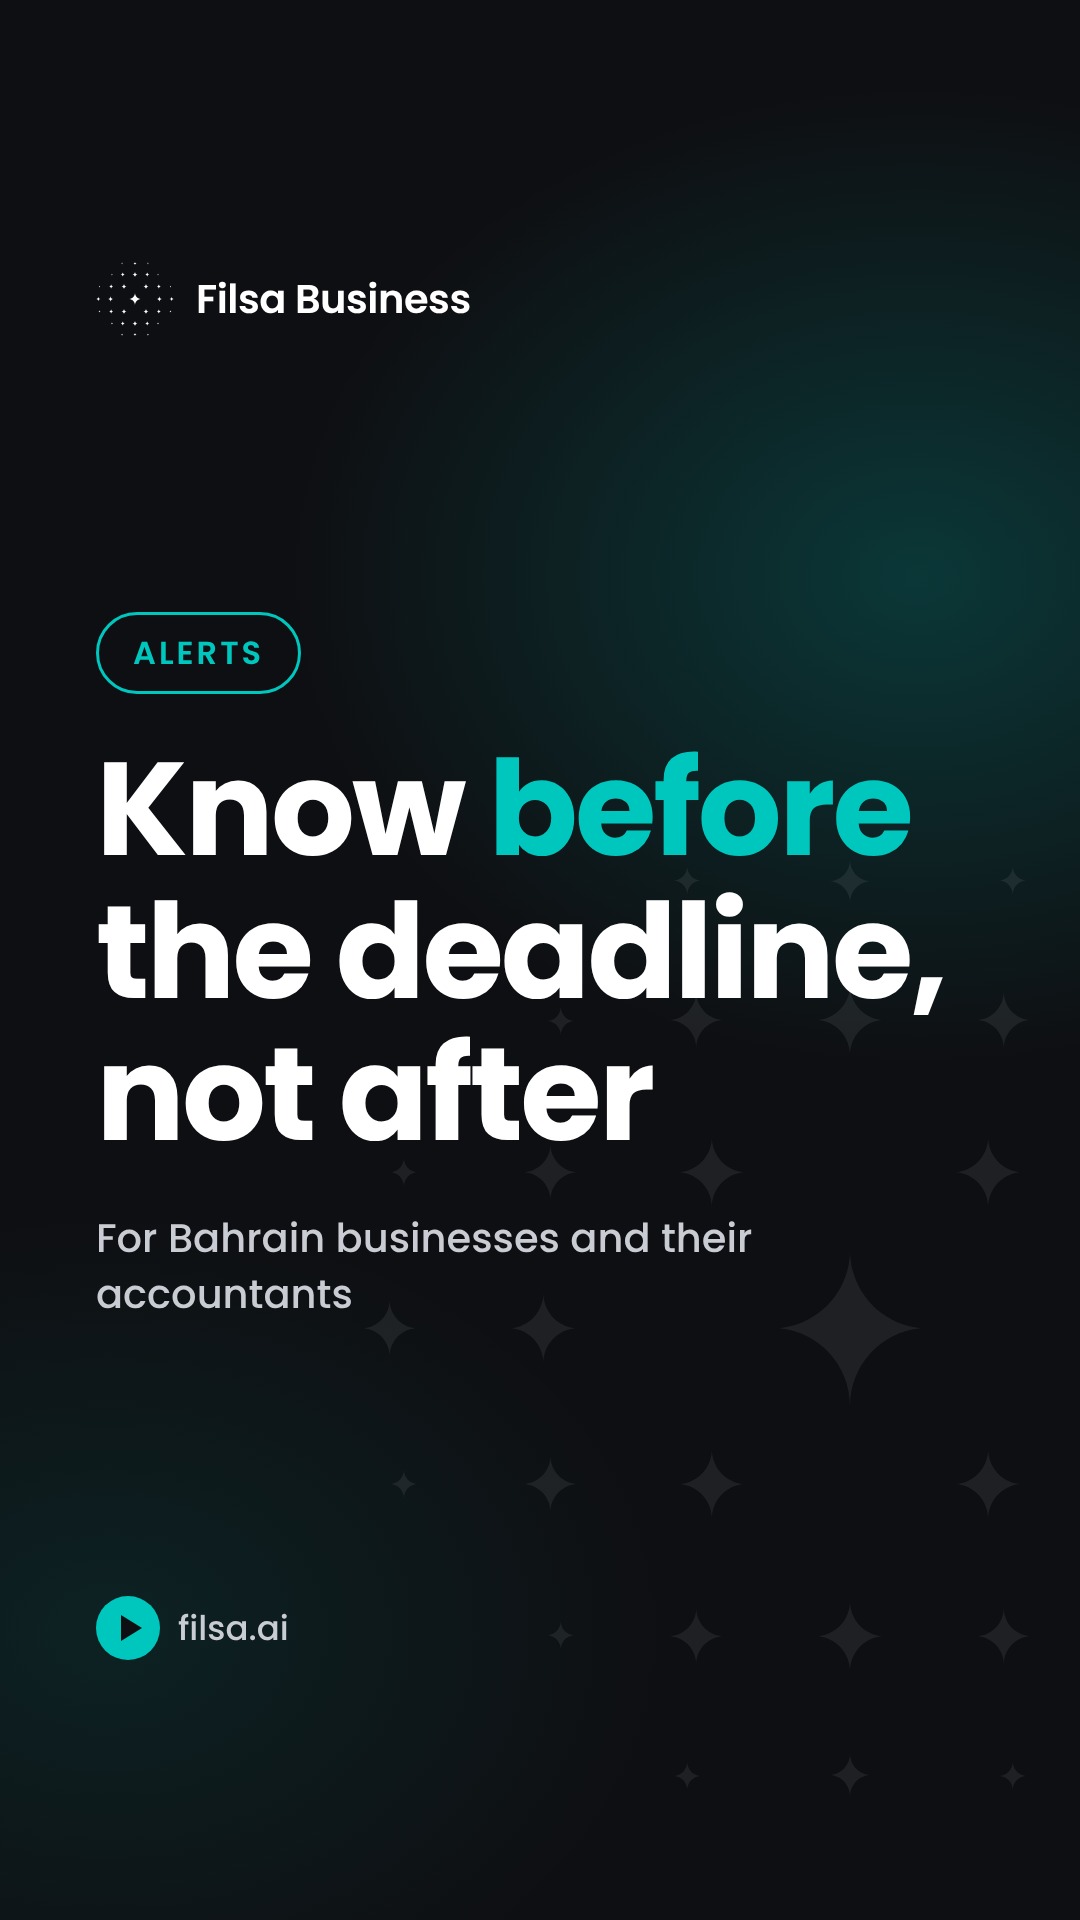 Filsa Business
ALERTS
Know before
the deadline,
not after
For Bahrain businesses and their
accountants
filsa.ai